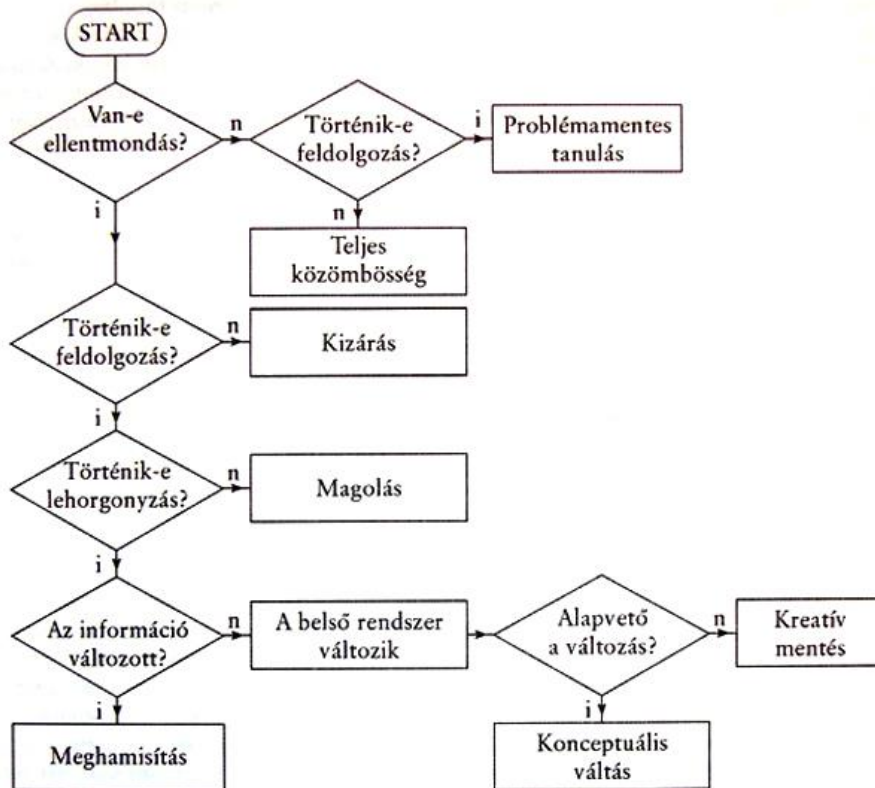 START
Van-e
ellentmondás?
n
Történik-e
feldolgozás?
i
Problémamentes
tanulás
i
n
Teljes
közömbösség
Történik-e
feldolgozás?
n
Kizárás
i
Történik-e
lehorgonyzás?
n
Magolás
i
Az információ
változott?
n
A belső rendszer
változik
Alapvető
a változás?
n
Kreatív
mentés
i
Meghamisítás
i
Konceptuális
váltás